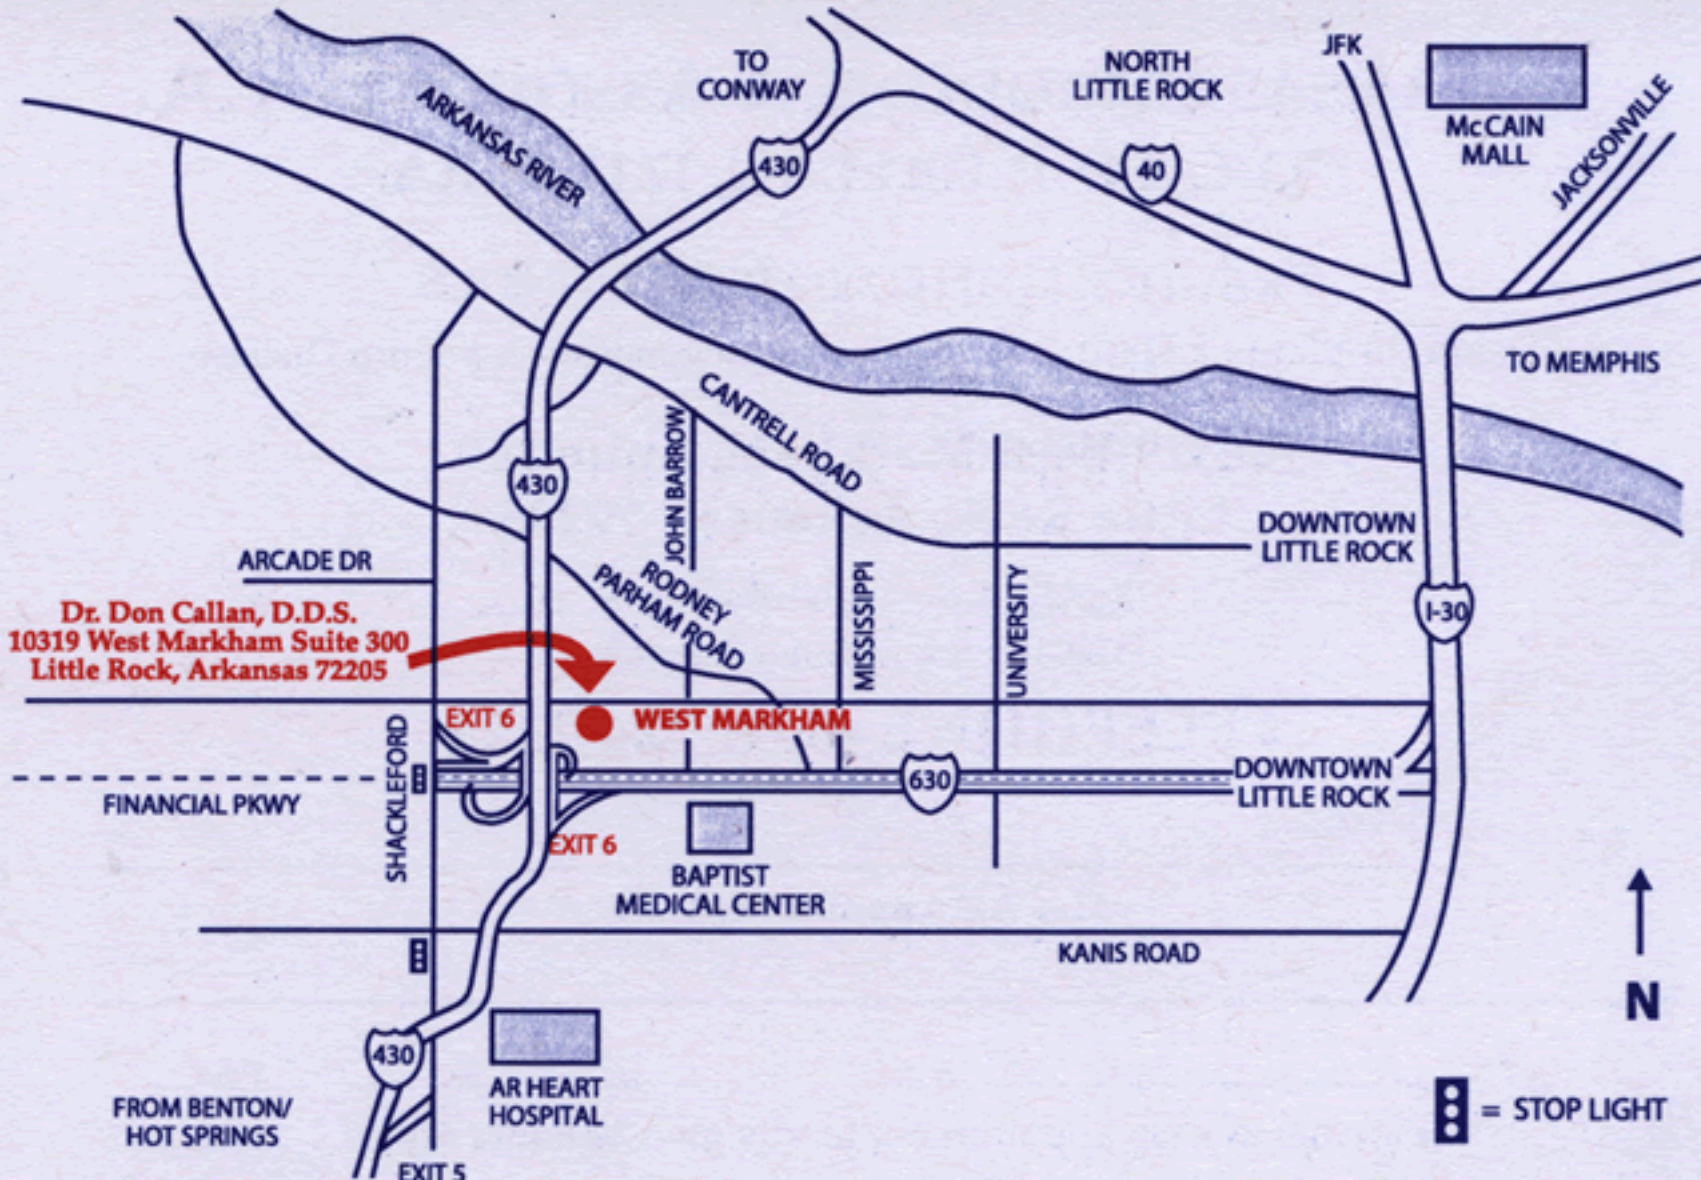 TO
CONWAY
NORTH
LITTLE ROCK
JFK
McCAIN
MALL
JACKSONVILLE
ARKANSAS RIVER
430
40
TO MEMPHIS
CANTRELL ROAD
JOHN BARROW
430
DOWNTOWN
LITTLE ROCK
ARCADE DR
RODNEY
PARHAM ROAD
MISSISSIPPI
UNIVERSITY
I-30
Dr. Don Callan, D.D.S.
10319 West Markham Suite 300
Little Rock, Arkansas 72205
EXIT 6
WEST MARKHAM
SHACKLEFORD
FINANCIAL PKWY
630
DOWNTOWN
LITTLE ROCK
EXIT 6
BAPTIST
MEDICAL CENTER
KANIS ROAD
N
430
AR HEART
HOSPITAL
FROM BENTON/
HOT SPRINGS
EXIT 5
= STOP LIGHT